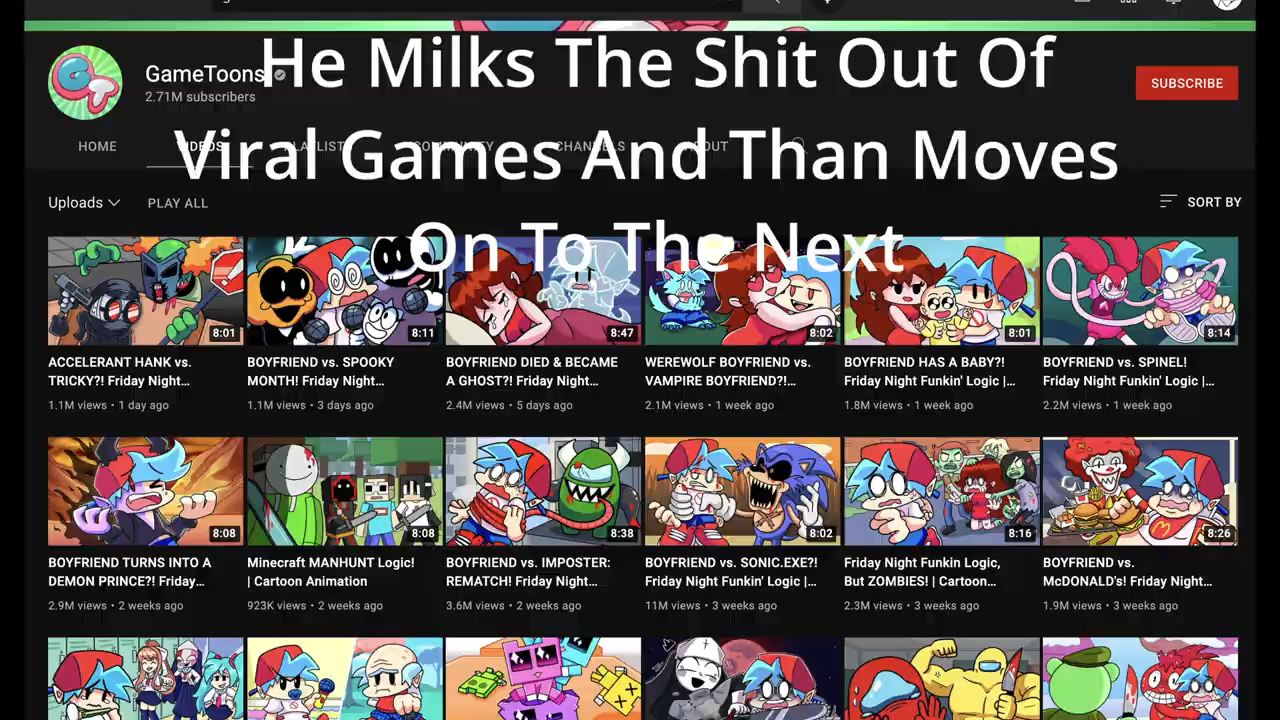 GameToons
2.71M subscribers
He Milks The Shit Out Of
Viral Games And Than Moves
On To The Next
SUBSCRIBE
HOME VIDEOS PLAYLISTS COMMUNITY CHANNELS ABOUT
Uploads PLAY ALL SORT BY
8:01 8:11 8:47 8:02 8:01 8:14
ACCELERANT HANK vs.
TRICKY?! Friday Night...
1.1M views • 1 day ago
BOYFRIEND vs. SPOOKY
MONTH! Friday Night...
1.1M views • 3 days ago
BOYFRIEND DIED & BECAME
A GHOST?! Friday Night...
2.4M views • 5 days ago
WEREWOLF BOYFRIEND vs.
VAMPIRE BOYFRIEND?!...
2.1M views • 1 week ago
BOYFRIEND HAS A BABY?!
Friday Night Funkin' Logic |...
1.8M views • 1 week ago
BOYFRIEND vs. SPINEL!
Friday Night Funkin' Logic |...
2.2M views • 1 week ago
8:08 8:08 8:38 8:02 8:16 8:26
BOYFRIEND TURNS INTO A
DEMON PRINCE?! Friday...
2.9M views • 2 weeks ago
Minecraft MANHUNT Logic!
| Cartoon Animation
923K views • 2 weeks ago
BOYFRIEND vs. IMPOSTER:
REMATCH! Friday Night...
3.6M views • 2 weeks ago
BOYFRIEND vs. SONIC.EXE?!
Friday Night Funkin' Logic |...
11M views • 3 weeks ago
Friday Night Funkin Logic,
But ZOMBIES! | Cartoon...
2.3M views • 3 weeks ago
BOYFRIEND vs.
McDONALD's! Friday Night...
1.9M views • 3 weeks ago